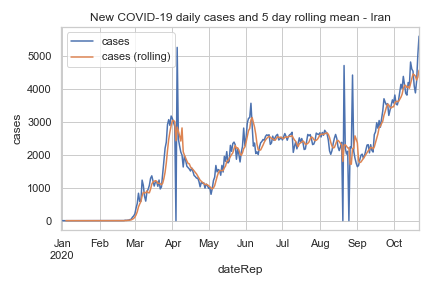 New COVID-19 daily cases and 5 day rolling mean - Iran
cases
cases (rolling)
cases
5000
4000
3000
2000
1000
0
Jan Feb Mar Apr May Jun Jul Aug Sep Oct
2020
dateRep